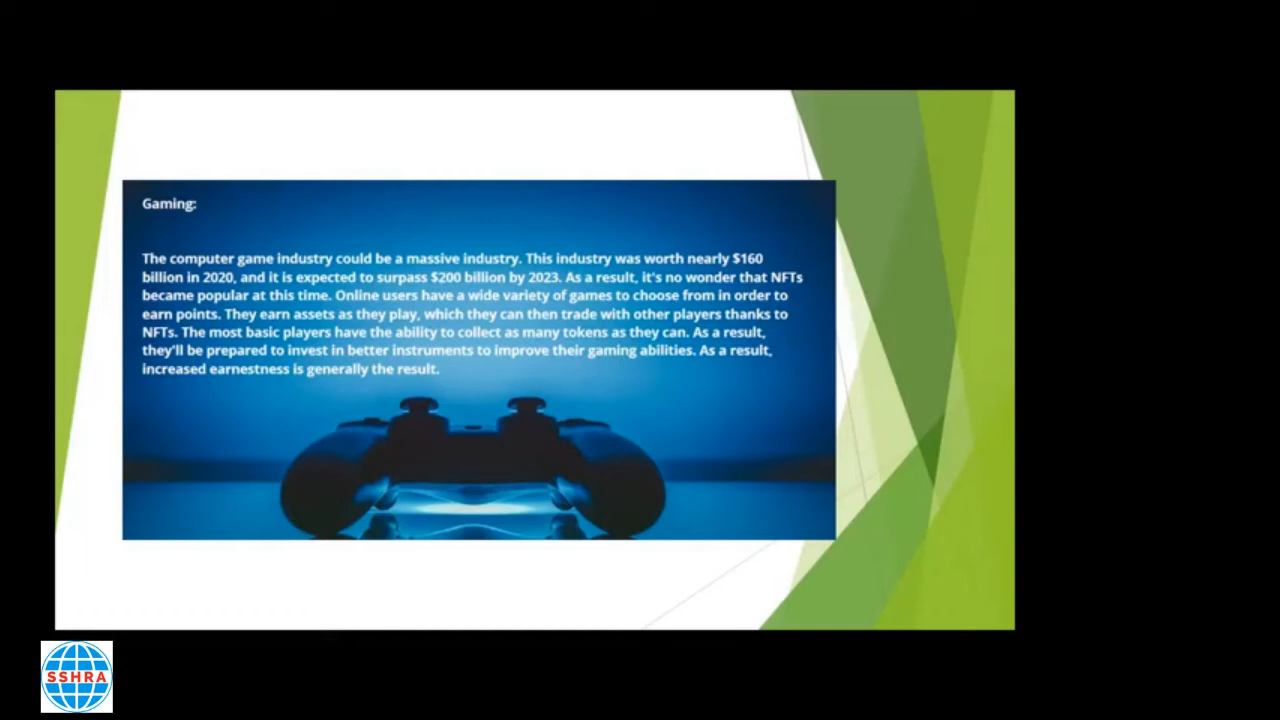 Gaming:
The computer game industry could be a massive industry. This industry was worth nearly $160
billion in 2020, and it is expected to surpass $200 billion by 2023. As a result, it's no wonder that NFTs
became popular at this time. Online users have a wide variety of games to choose from in order to
earn points. They earn assets as they play, which they can then trade with other players thanks to
NFTs. The most basic players have the ability to collect as many tokens as they can. As a result,
they'll be prepared to invest in better instruments to improve their gaming abilities. As a result,
increased earnestness is generally the result.
SSHRA